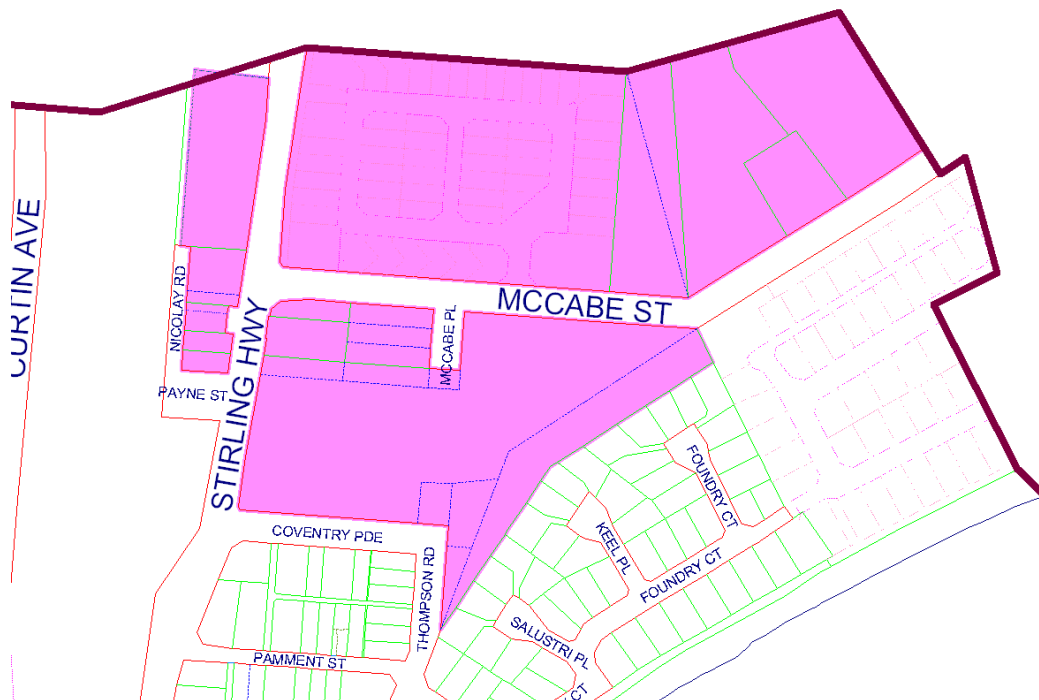 CURTIN AVE
NICOLAY RD
STIRLING HWY
MCCABE ST
MCCABE PL
PAYNE ST
FOUNDRY CT
COVENTRY PDE
KEEL PL
THOMPSON RD
FOUNDRY CT
SALUSTRI PL
PAMMENT ST
CT